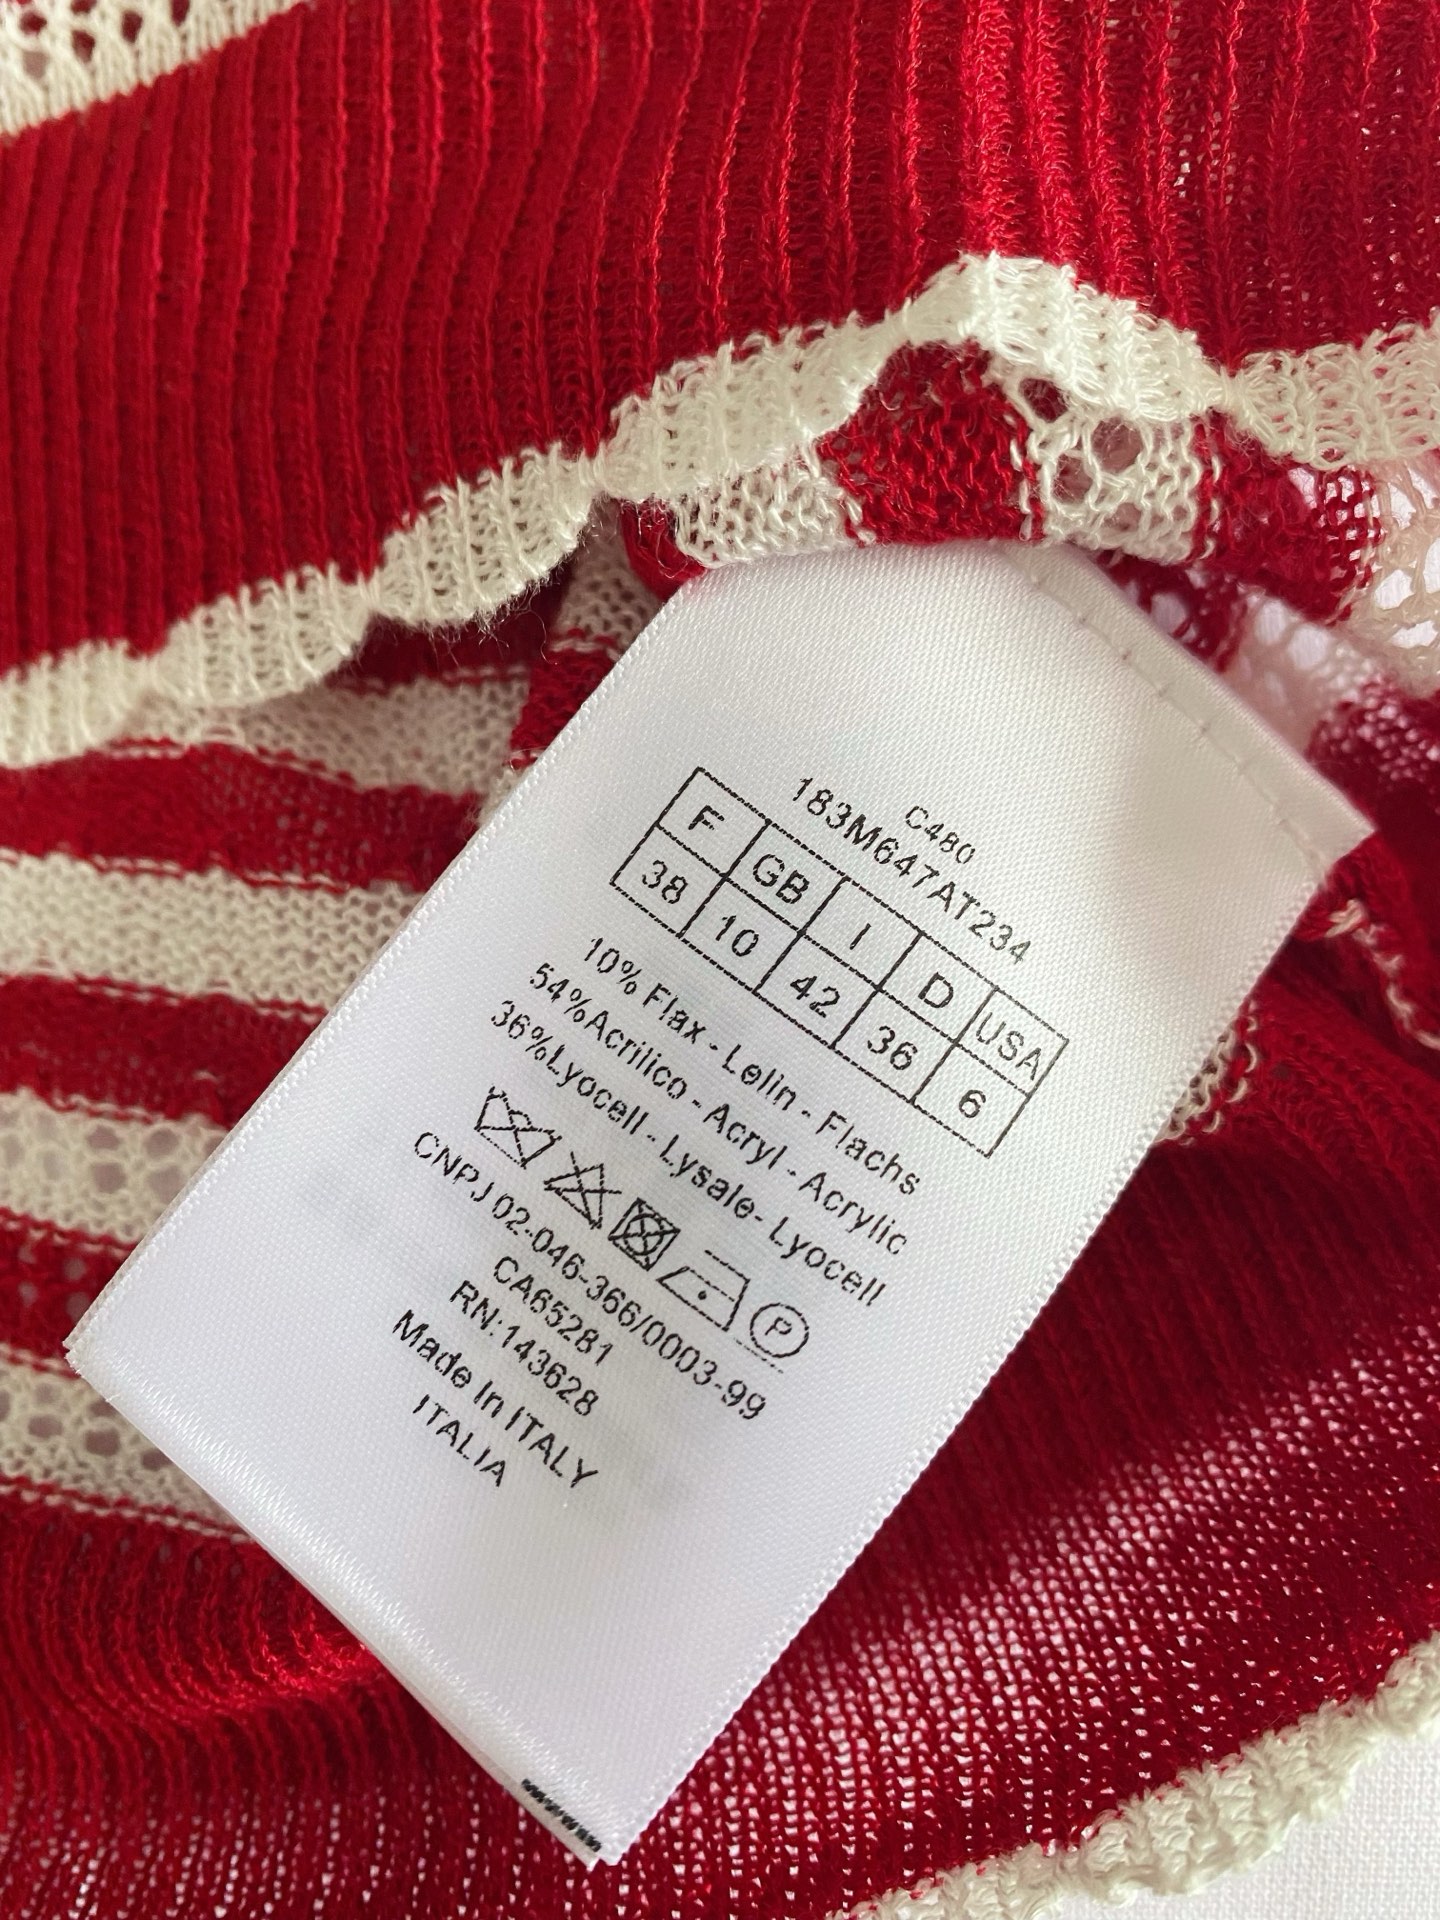 C480
183M647AT234
F GB I D USA
38 10 42 36 6
10% Flax - Lelin - Flachs
54%Acrilico - Acryl - Acrylic
36%Lyocell - Lysale- Lyocell
P
CNPJ 02-046-366/0003-99
CA65281
RN:143628
Made In ITALY
ITALIA